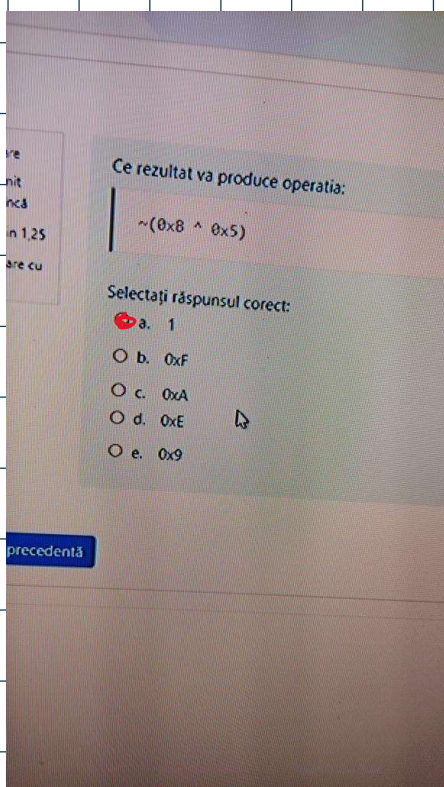 nit
ncă
n 1,25
are cu
Ce rezultat va produce operatia:
~(0x8 ^ 0x5)
Selectați răspunsul corect:
a. 1
b. 0xF
c. 0xA
d. 0xE
e. 0x9
precedentă